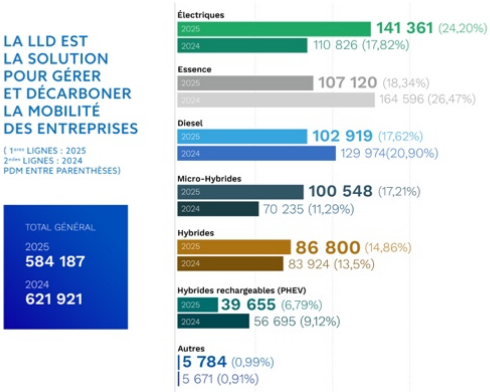 LA LLD EST
LA SOLUTION
POUR GÉRER
ET DÉCARBONER
LA MOBILITÉ
DES ENTREPRISES
( 1ères LIGNES : 2025
2èmes LIGNES : 2024
PDM ENTRE PARENTHÈSES)
TOTAL GÉNÉRAL
2025
584 187
2024
621 921
Électriques
2025 141 361 (24,20%)
2024 110 826 (17,82%)
Essence
2025 107 120 (18,34%)
2024 164 596 (26,47%)
Diesel
2025 102 919 (17,62%)
2024 129 974(20,90%)
Micro-Hybrides
2025 100 548 (17,21%)
2024 70 235 (11,29%)
Hybrides
2025 86 800 (14,86%)
2024 83 924 (13,5%)
Hybrides rechargeables (PHEV)
2025 39 655 (6,79%)
2024 56 695 (9,12%)
Autres
5 784 (0,99%)
5 671 (0,91%)